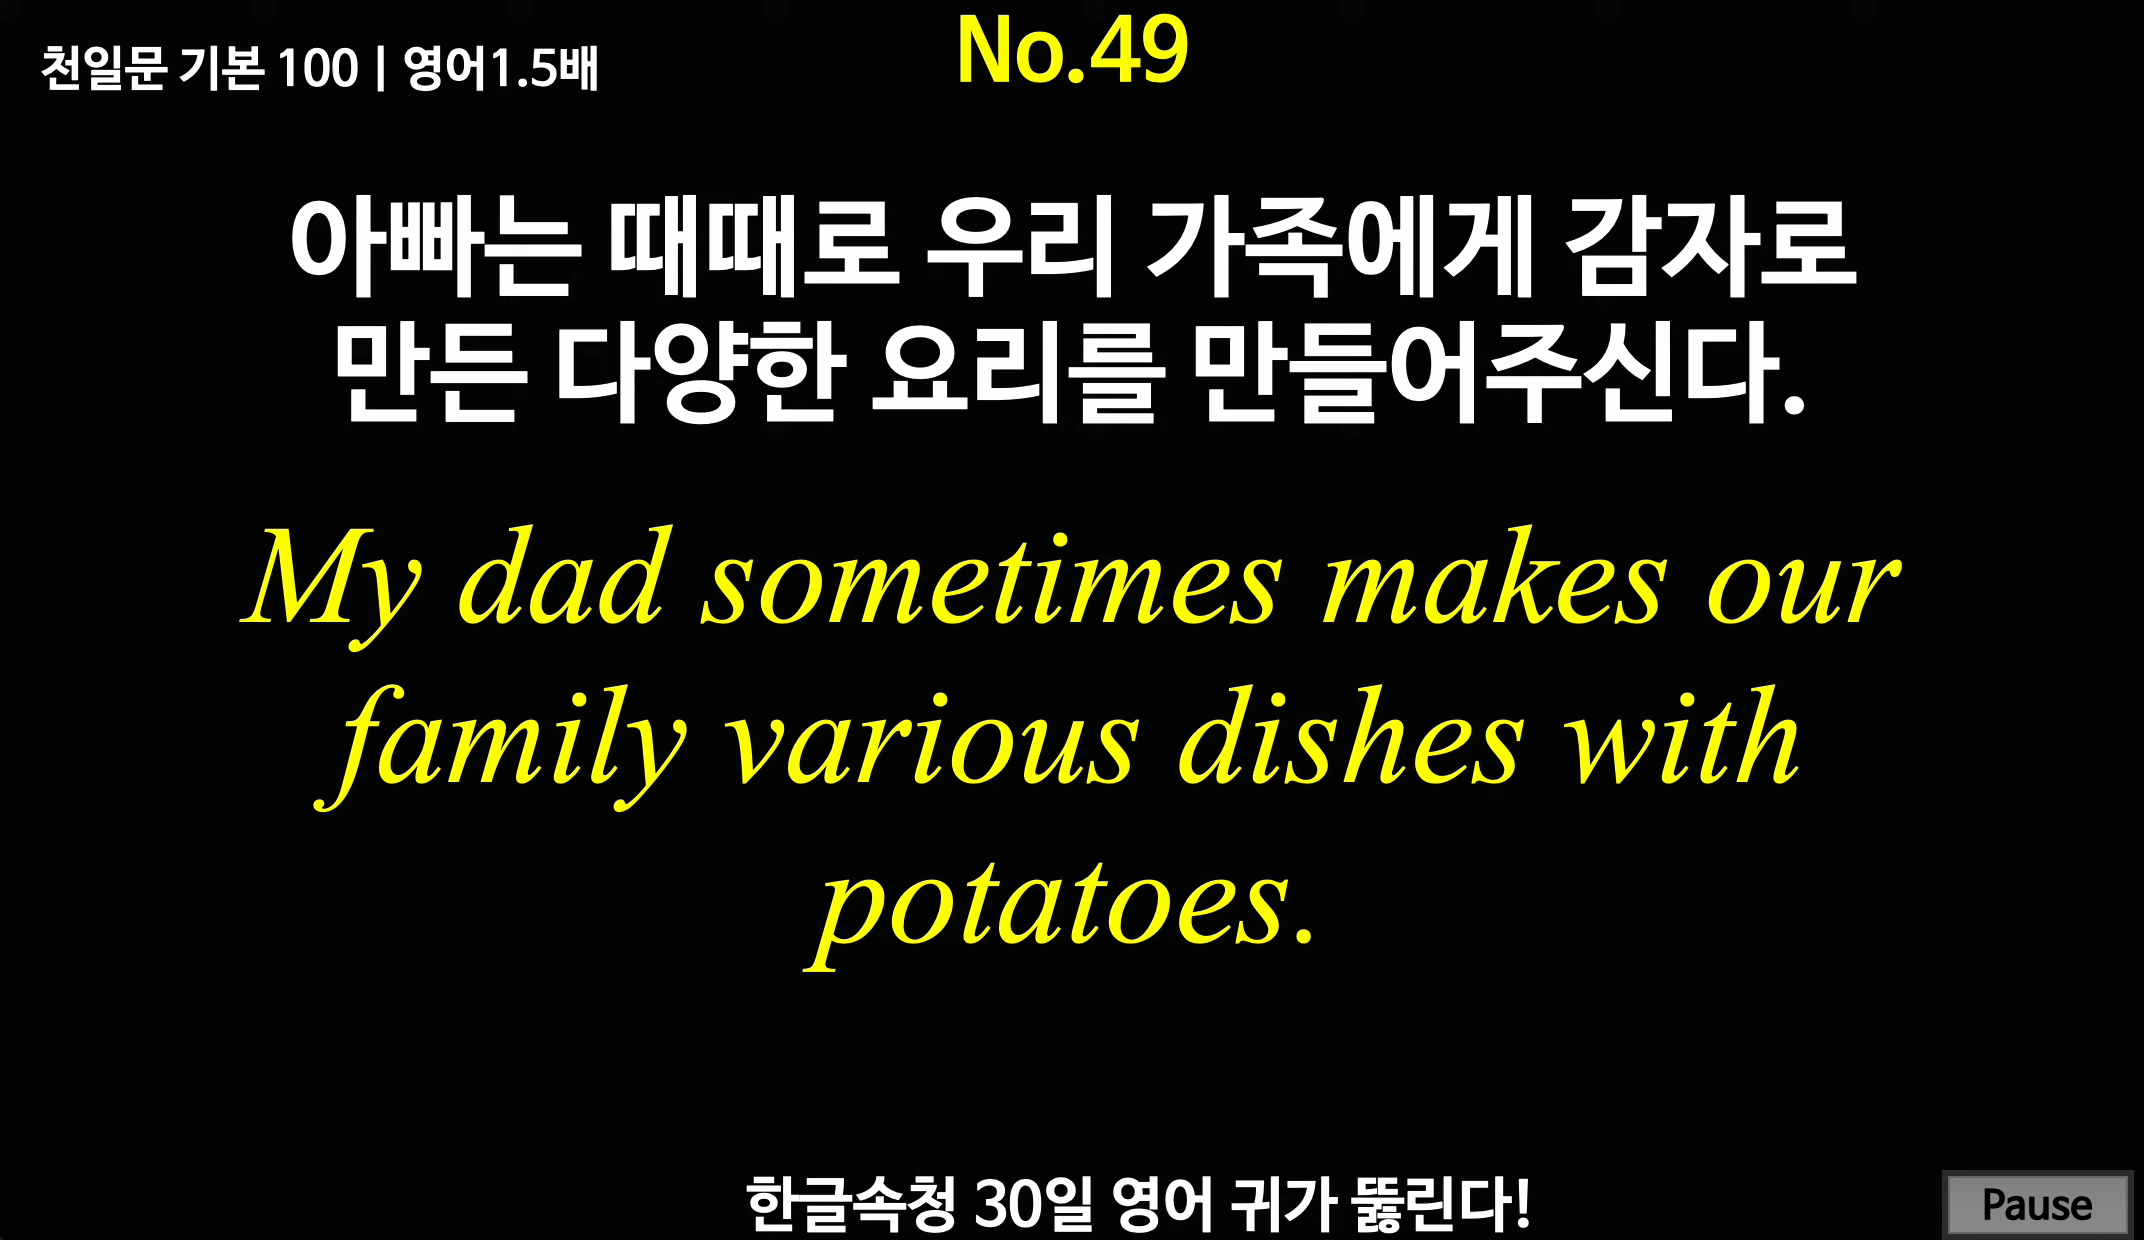 No.49
천일문 기본 100 | 영어1.5배
아빠는 때때로 우리 가족에게 감자로
만든 다양한 요리를 만들어주신다.
My dad sometimes makes our
family various dishes with
potatoes.
한글속청 30일 영어 귀가 뚫린다!
Pause